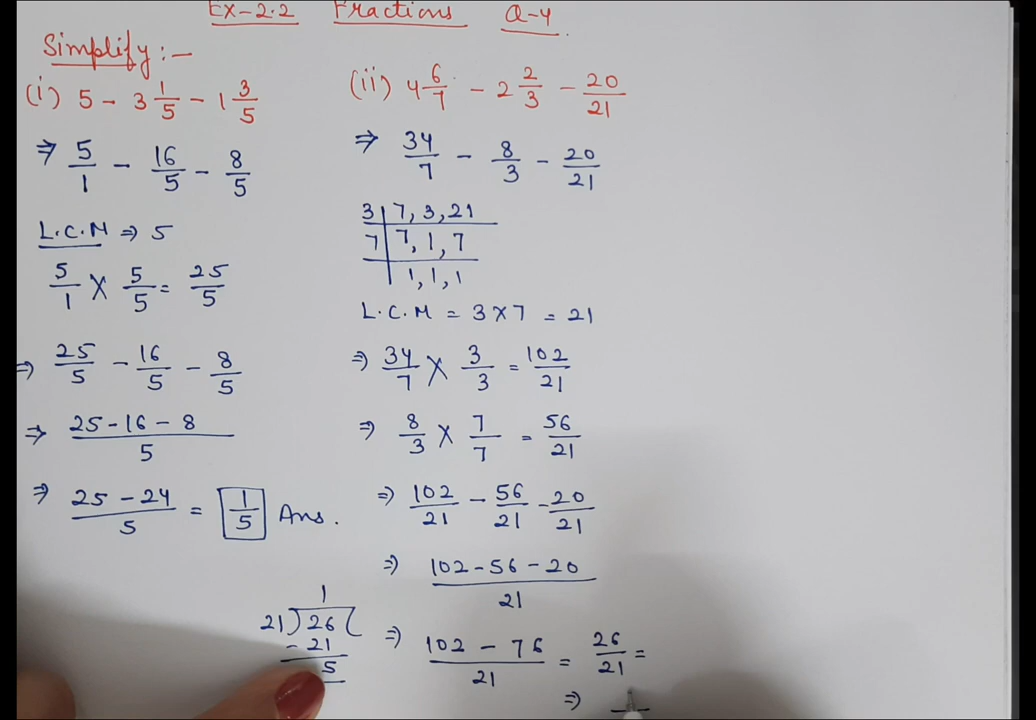 Ex-2.2 Fractions Q-4.
Simplify:-
(i) 5 - 3 1/5 - 1 3/5
⇒ 5/1 - 16/5 - 8/5
L.C.M ⇒ 5
5/1 × 5/5 = 25/5
⇒ 25/5 - 16/5 - 8/5
⇒ 25-16-8/5
⇒ 25-24/5 = 1/5 Ans.
(ii) 4 6/7 - 2 2/3 - 20/21
⇒ 34/7 - 8/3 - 20/21
3 | 7, 3, 21
7 | 7, 1, 7
| 1, 1, 1
L.C.M = 3×7 = 21
⇒ 34/7 × 3/3 = 102/21
⇒ 8/3 × 7/7 = 56/21
⇒ 102/21 - 56/21 - 20/21
⇒ 102-56-20/21
⇒ 102-76/21 = 26/21 =
⇒
1
21)26(
-21
5